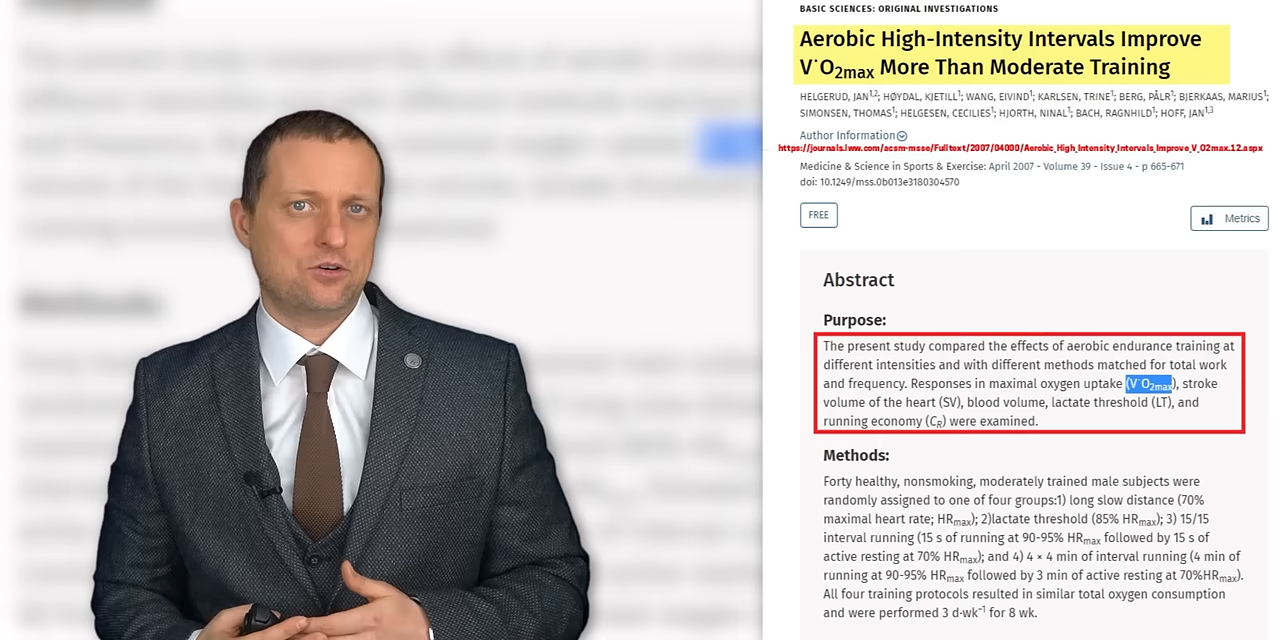 BASIC SCIENCES: ORIGINAL INVESTIGATIONS
Aerobic High-Intensity Intervals Improve
V˙O2max More Than Moderate Training
HELGERUD, JAN1,2; HØYDAL, KJETILL1; WANG, EIVIND1; KARLSEN, TRINE1; BERG, PÅLR1; BJERKAAS, MARIUS1;
SIMONSEN, THOMAS1; HELGESEN, CECILIES1; HJORTH, NINAL1; BACH, RAGNHILD1; HOFF, JAN1,3
Author Information
https://journals.lww.com/acsm-msse/Fulltext/2007/04000/Aerobic_High_Intensity_Intervals_Improve_V_O2max.12.aspx
Medicine & Science in Sports & Exercise: April 2007 - Volume 39 - Issue 4 - p 665-671
doi: 10.1249/mss.0b013e3180304570
FREE
Metrics
Abstract
Purpose:
The present study compared the effects of aerobic endurance training at
different intensities and with different methods matched for total work
and frequency. Responses in maximal oxygen uptake (V˙O2max), stroke
volume of the heart (SV), blood volume, lactate threshold (LT), and
running economy (CR) were examined.
Methods:
Forty healthy, nonsmoking, moderately trained male subjects were
randomly assigned to one of four groups:1) long slow distance (70%
maximal heart rate; HRmax); 2)lactate threshold (85% HRmax); 3) 15/15
interval running (15 s of running at 90-95% HRmax followed by 15 s of
active resting at 70% HRmax); and 4) 4 × 4 min of interval running (4 min of
running at 90-95% HRmax followed by 3 min of active resting at 70%HRmax).
All four training protocols resulted in similar total oxygen consumption
and were performed 3 d·wk−1 for 8 wk.